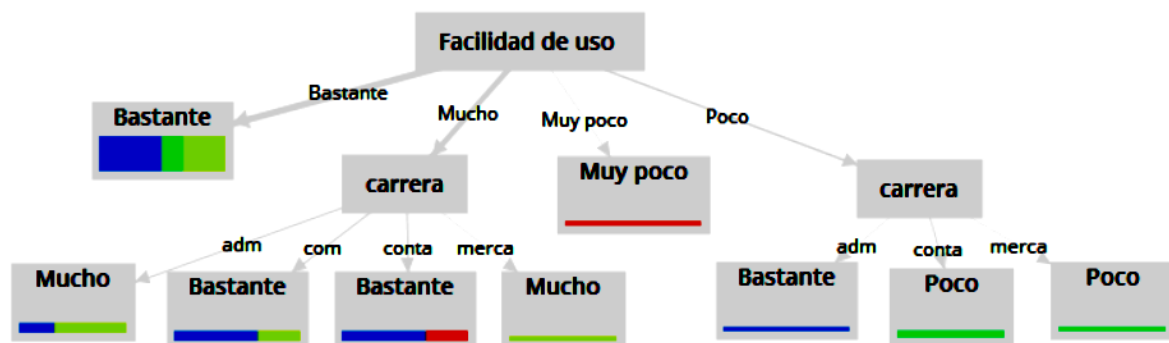 Facilidad de uso
Bastante
Mucho
Muy poco
Poco
Bastante
carrera
Muy poco
carrera
adm
com
conta
merca
adm
conta
merca
Mucho
Bastante
Bastante
Mucho
Bastante
Poco
Poco